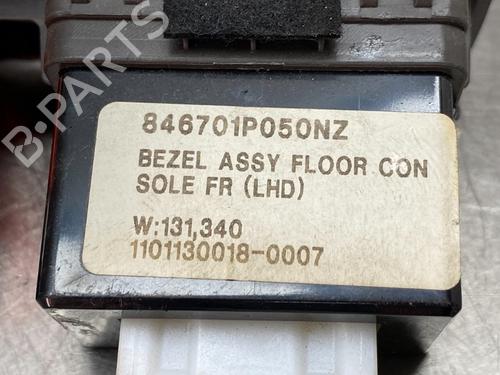 B-PARTS
846701P050NZ
BEZEL ASSY FLOOR CON
SOLE FR (LHD)
W:131,340
1101130018-0007